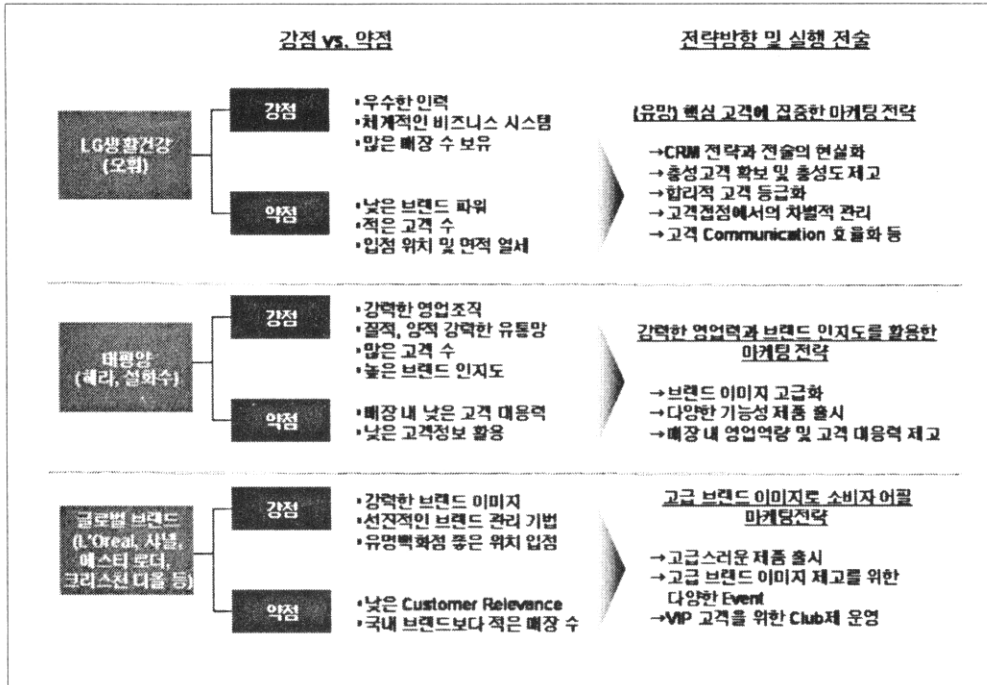 강점 vs. 약점
전략방향 및 실행 전술
LG생활건강
(오휘)
강점
▪우수한 인력
▪체계적인 비즈니스 시스템
▪많은 매장 수 보유
약점
▪낮은 브랜드 파워
▪적은 고객 수
▪입점 위치 및 면적 열세
(유망) 핵심 고객에 집중한 마케팅 전략
→CRM 전략과 전술의 현실화
→충성고객 확보 및 충성도 제고
→합리적 고객 등급화
→고객접점에서의 차별적 관리
→고객 Communication 효율화 등
태평양
(헤라, 설화수)
강점
▪강력한 영업조직
▪질적, 양적 강력한 유통망
▪많은 고객 수
▪높은 브랜드 인지도
약점
▪매장 내 낮은 고객 대응력
▪낮은 고객정보 활용
강력한 영업력과 브랜드 인지도를 활용한
마케팅 전략
→브랜드 이미지 고급화
→다양한 기능성 제품 출시
→매장 내 영업역량 및 고객 대응력 제고
글로벌 브랜드
(L'Oreal, 샤넬,
에스티 로더,
크리스천 디올 등)
강점
▪강력한 브랜드 이미지
▪선진적인 브랜드 관리 기법
▪유명백화점 좋은 위치 입점
약점
▪낮은 Customer Relevance
▪국내 브랜드보다 적은 매장 수
고급 브랜드 이미지로 소비자 어필
마케팅전략
→고급스러운 제품 출시
→고급 브랜드 이미지 제고를 위한
다양한 Event
→VIP 고객을 위한 Club제 운영